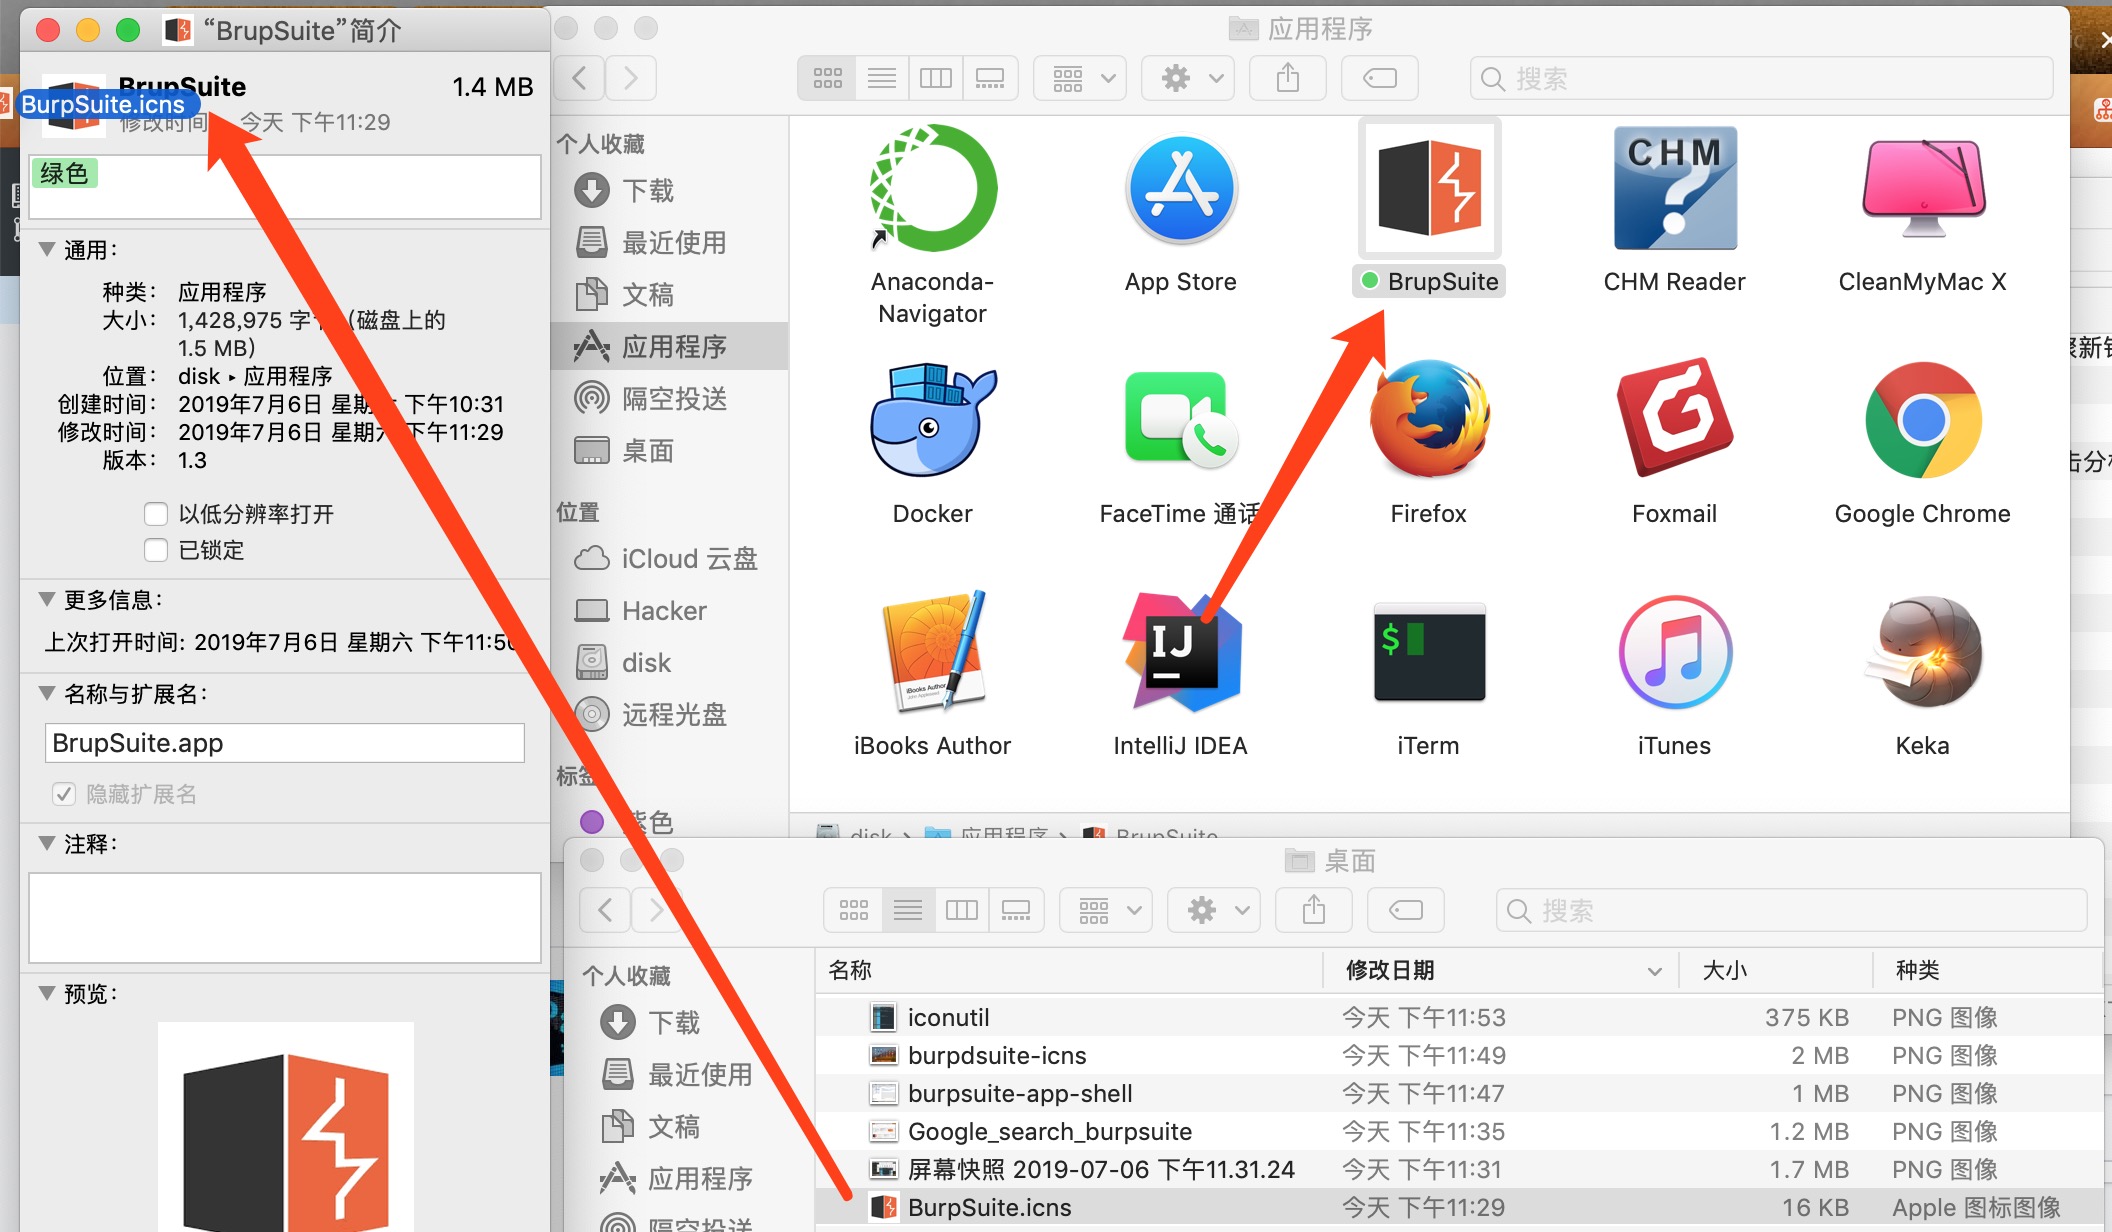 “BrupSuite”简介
BrupSuite
1.4 MB
BurpSuite.icns
修改时间
今天 下午11:29
绿色
通用：
种类： 应用程序
大小： 1,428,975 (磁盘上的
1.5 MB)
位置： disk ▸ 应用程序
创建时间： 2019年7月6日 下午10:31
修改时间： 2019年7月6日 星期六 下午11:29
版本： 1.3
以低分辨率打开
已锁定
更多信息：
上次打开时间: 2019年7月6日 星期六 下午11:50
名称与扩展名：
BrupSuite.app
隐藏扩展名
注释：
预览：
应用程序
搜索
个人收藏
下载
最近使用
文稿
应用程序
隔空投送
桌面
位置
iCloud 云盘
Hacker
disk
远程光盘
标签
紫色
Anaconda-
Navigator
App Store
BrupSuite
CHM
CHM Reader
CleanMyMac X
Docker
FaceTime 通话
Firefox
Foxmail
Google Chrome
iBooks Author
iBooks Author
IJ
IntelliJ IDEA
$
iTerm
iTunes
Keka
disk › 应用程序 › BrupSuite
桌面
搜索
个人收藏
下载
最近使用
文稿
应用程序
隔空投送
名称 修改日期 大小 种类
iconutil 今天 下午11:53 375 KB PNG 图像
burpdsuite-icns 今天 下午11:49 2 MB PNG 图像
burpsuite-app-shell 今天 下午11:47 1 MB PNG 图像
Google_search_burpsuite 今天 下午11:35 1.2 MB PNG 图像
屏幕快照 2019-07-06 下午11.31.24 今天 下午11:31 1.7 MB PNG 图像
BurpSuite.icns 今天 下午11:29 16 KB Apple 图标图像